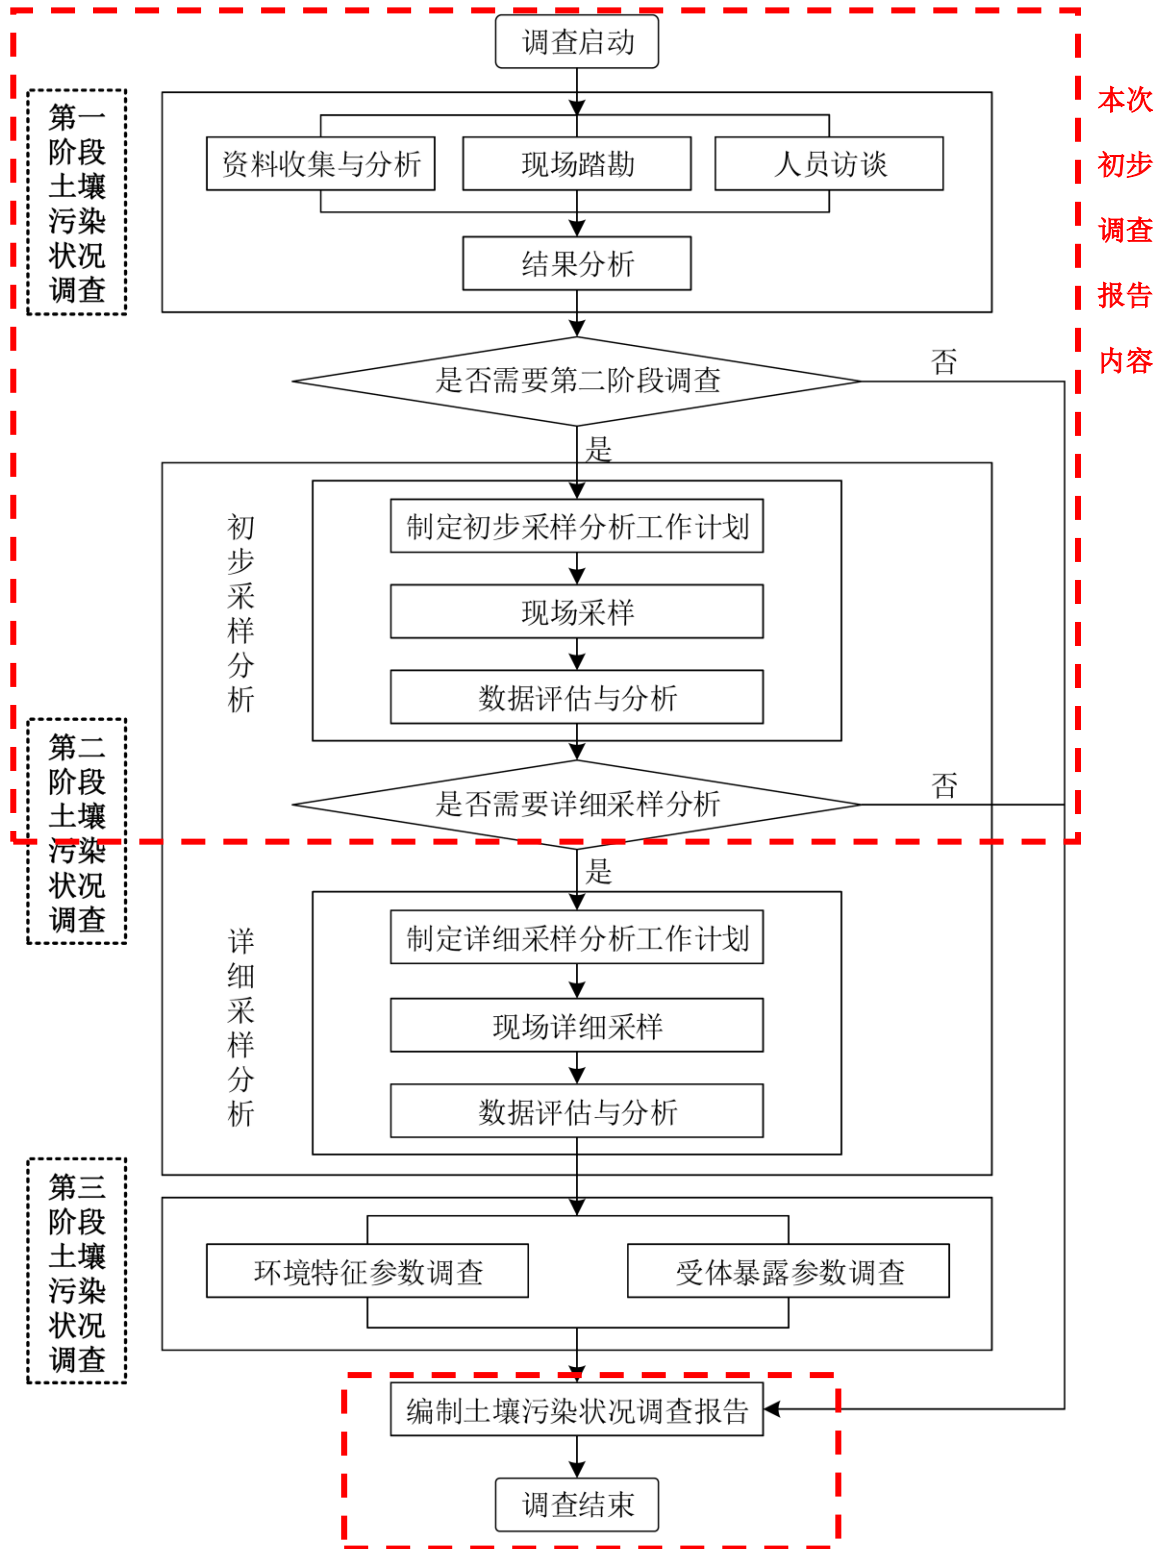 调查启动
第一
阶段
土壤
污染
状况
调查
资料收集与分析
现场踏勘
人员访谈
结果分析
本次
初步
调查
报告
内容
是否需要第二阶段调查
否
是
初
步
采
样
分
析
制定初步采样分析工作计划
现场采样
数据评估与分析
第二
阶段
土壤
污染
状况
调查
是否需要详细采样分析
否
是
详
细
采
样
分
析
制定详细采样分析工作计划
现场详细采样
数据评估与分析
第三
阶段
土壤
污染
状况
调查
环境特征参数调查
受体暴露参数调查
编制土壤污染状况调查报告
调查结束